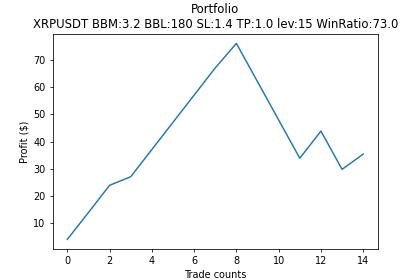 Portfolio
XRPUSDT BBM:3.2 BBL:180 SL:1.4 TP:1.0 lev:15 WinRatio:73.0
Profit ($)
70
60
50
40
30
20
10
0 2 4 6 8 10 12 14
Trade counts